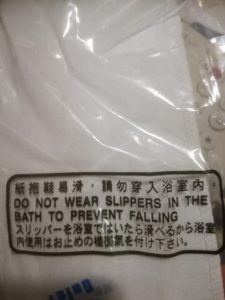 紙拖鞋易滑，請勿穿入浴室內。
DO NOT WEAR SLIPPERS IN THE
BATH TO PREVENT FALLING
スリッパーを浴室ではいたら滑べるから浴室
内使用はお止めの様御氣を付け下さい。